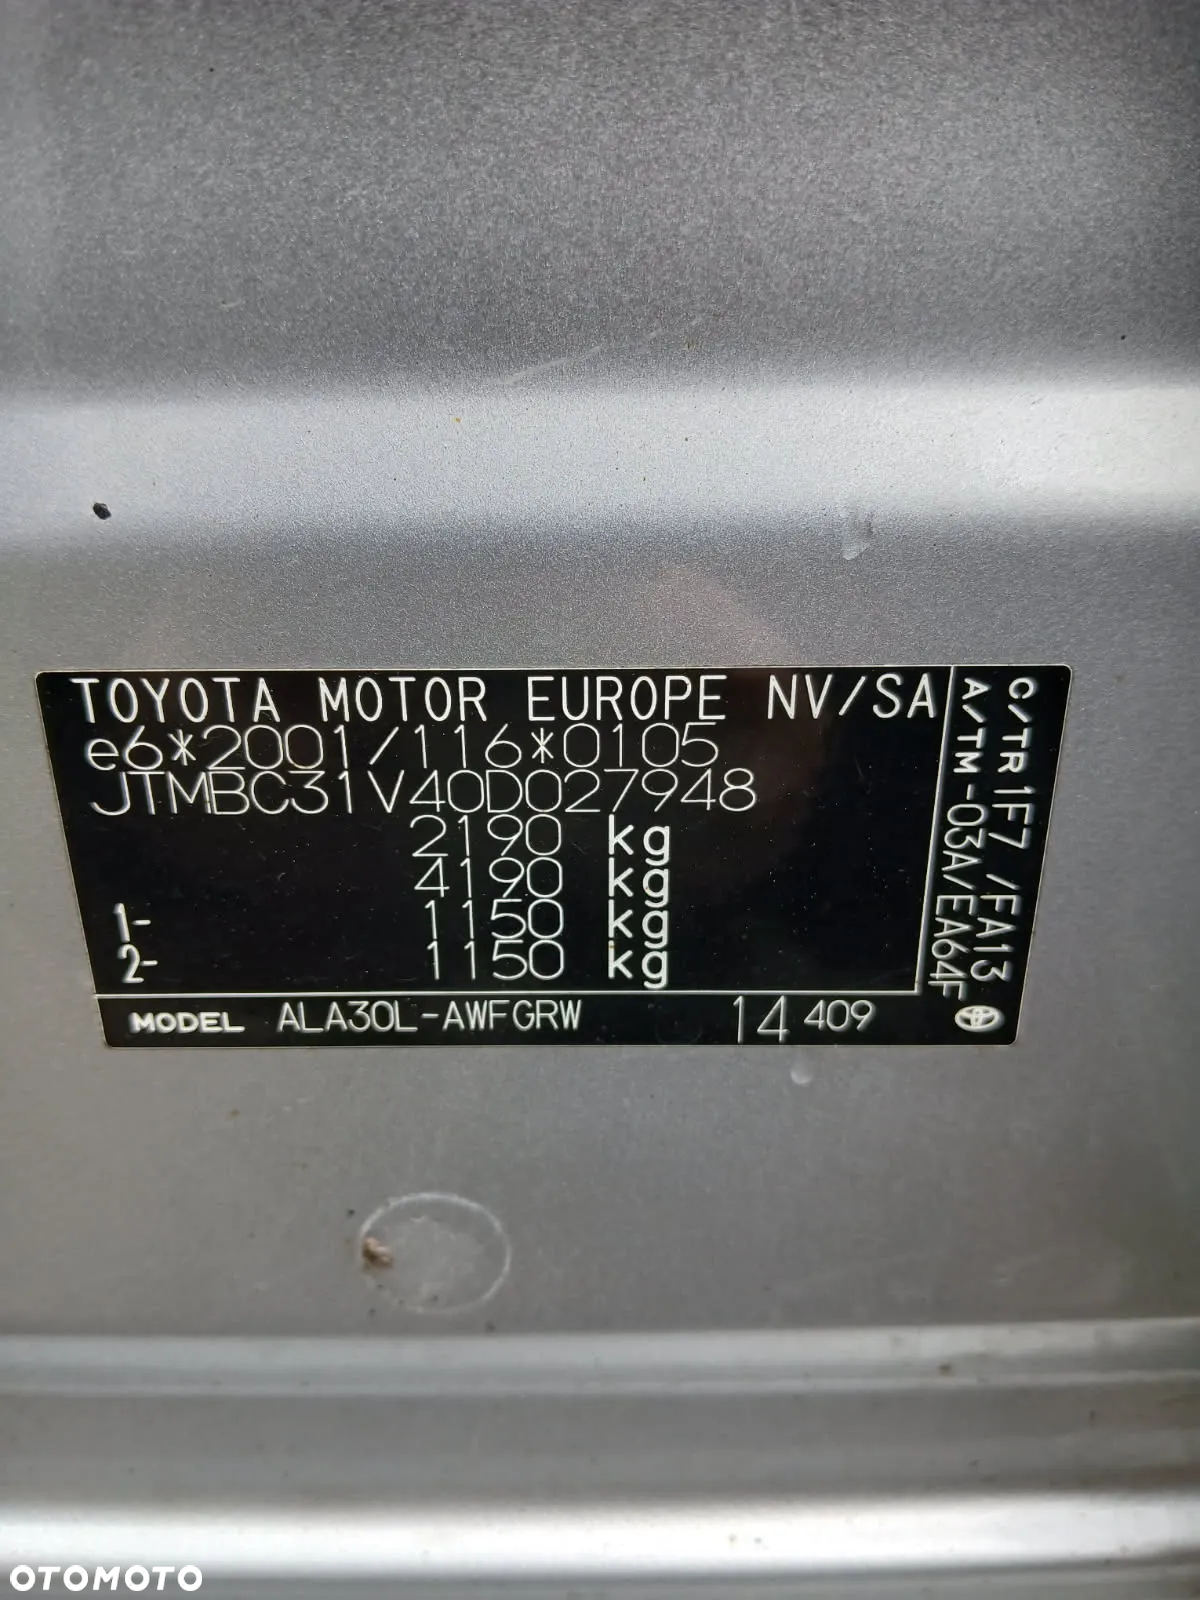 TOYOTA MOTOR EUROPE NV/SA
e6*2001/116*0105
JTMBC31V40D027948
2190 kg
4190 kg
1- 1150 kg
2- 1150 kg
MODEL ALA30L-AWFGRW 14 409
C/TR 1F7 /FA13
A/TM -03A/EA64F
OTOMOTO